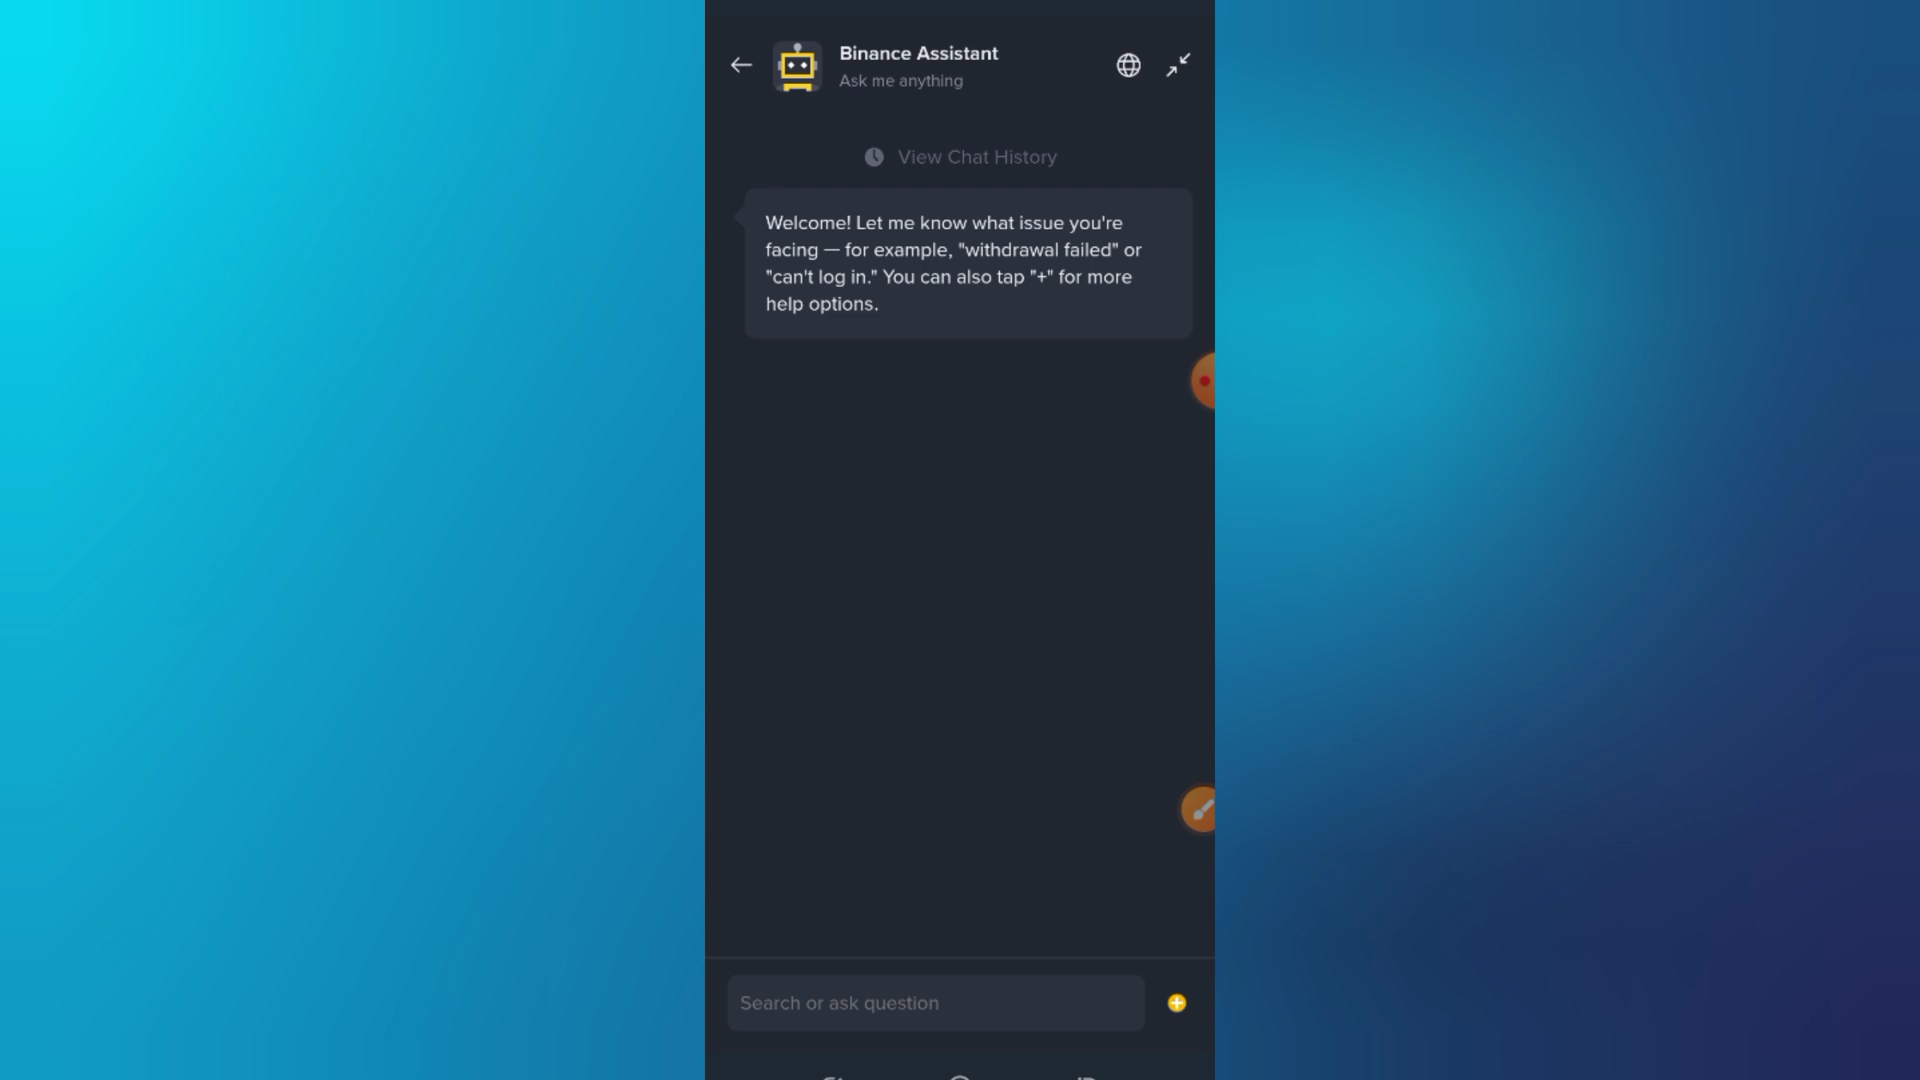 Binance Assistant
Ask me anything
View Chat History
Welcome! Let me know what issue you're
facing — for example, "withdrawal failed" or
"can't log in." You can also tap "+" for more
help options.
Search or ask question